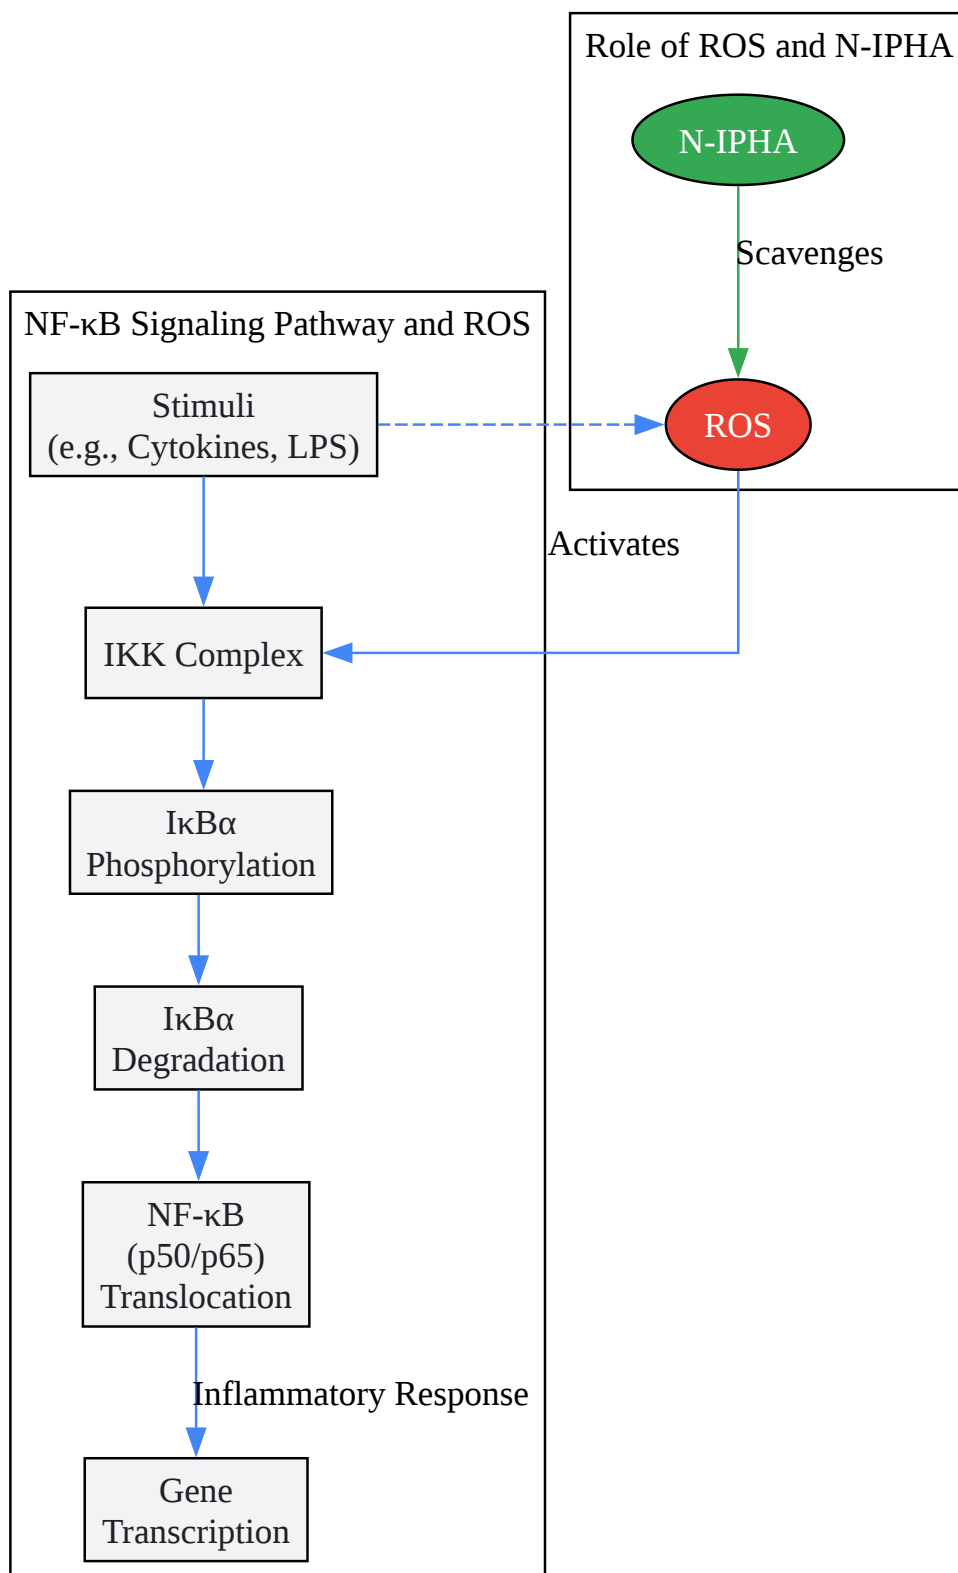 Role of ROS and N-IPHA
N-IPHA
Scavenges
ROS
NF-κB Signaling Pathway and ROS
Stimuli
(e.g., Cytokines, LPS)
Activates
IKK Complex
IκBα
Phosphorylation
IκBα
Degradation
NF-κB
(p50/p65)
Translocation
Inflammatory Response
Gene
Transcription